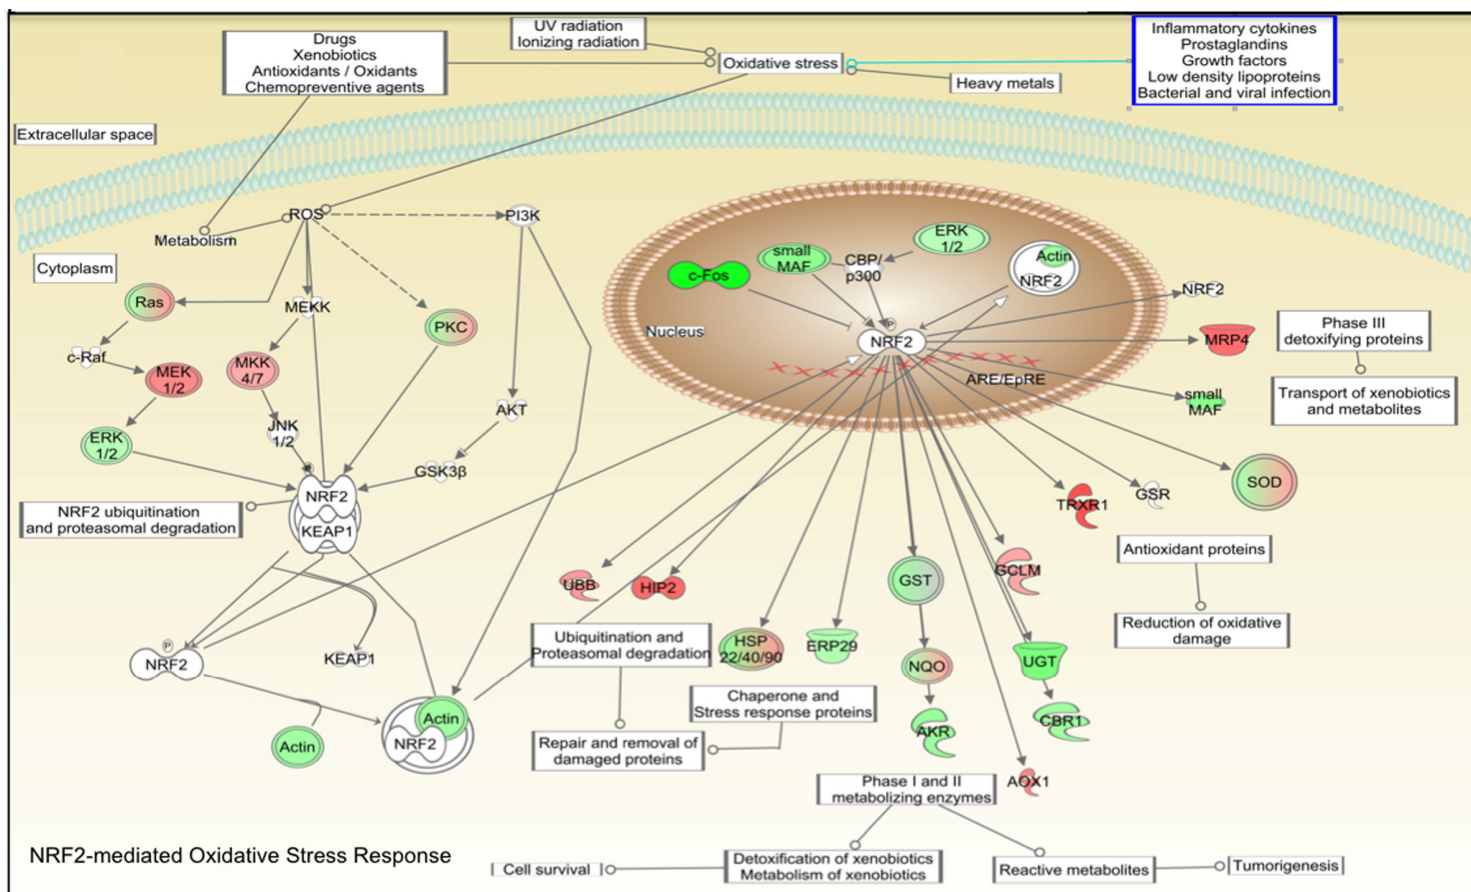 Drugs
Xenobiotics
Antioxidants / Oxidants
Chemopreventive agents
UV radiation
Ionizing radiation
Oxidative stress
Heavy metals
Inflammatory cytokines
Prostaglandins
Growth factors
Low density lipoproteins
Bacterial and viral infection
Extracellular space
ROS
PI3K
Metabolism
Cytoplasm
Ras
MEKK
PKC
c-Raf
MEK
1/2
MKK
4/7
ERK
1/2
JNK
1/2
AKT
GSK3β
P
NRF2
KEAP1
NRF2 ubiquitination
and proteasomal degradation
P
NRF2
KEAP1
Actin
Actin
NRF2
c-Fos
small
MAF
CBP/
p300
ERK
1/2
Actin
NRF2
Nucleus
P
NRF2
ARE/EpRE
NRF2
MRP4
small
MAF
Phase III
detoxifying proteins
Transport of xenobiotics
and metabolites
SOD
GSR
TRXR1
Antioxidant proteins
Reduction of oxidative
damage
UBB
HIP2
GST
GCLM
HSP
22/40/90
ERP29
NQO
UGT
AKR
CBR1
AOX1
Ubiquitination and
Proteasomal degradation
Chaperone and
Stress response proteins
Repair and removal of
damaged proteins
Phase I and II
metabolizing enzymes
Cell survival
Detoxification of xenobiotics
Metabolism of xenobiotics
Reactive metabolites
Tumorigenesis
NRF2-mediated Oxidative Stress Response